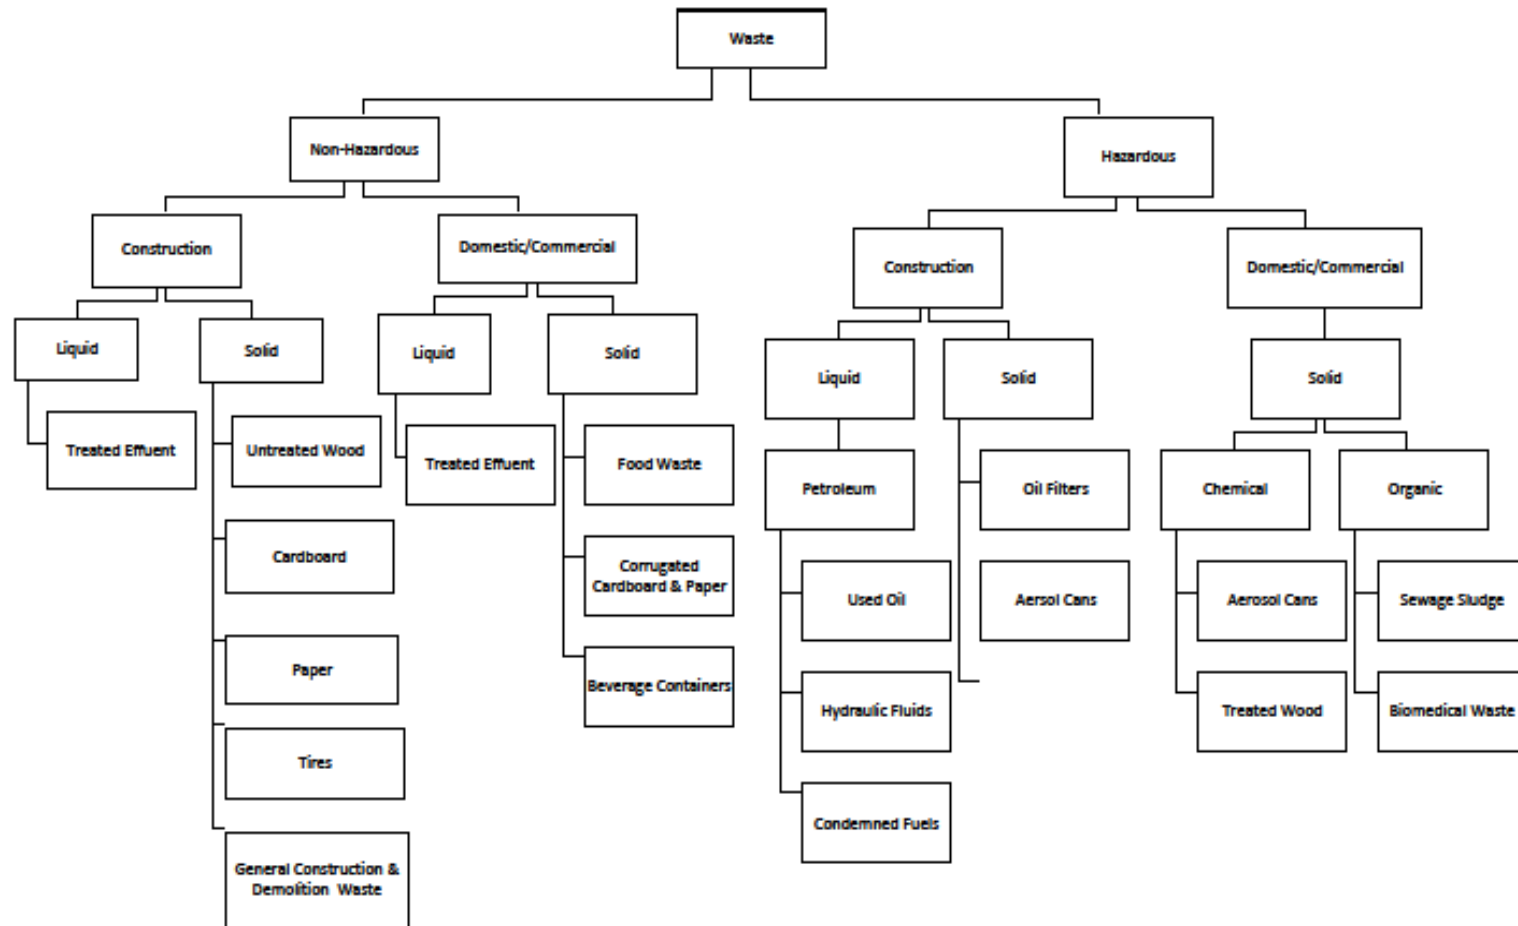 Waste
Non-Hazardous
Hazardous
Construction
Domestic/Commercial
Construction
Domestic/Commercial
Liquid
Solid
Liquid
Solid
Liquid
Solid
Solid
Treated Effuent
Untreated Wood
Treated Effuent
Food Waste
Petroleum
Oil Filters
Chemical
Organic
Cardboard
Corrugated
Cardboard & Paper
Used Oil
Aersol Cans
Aerosol Cans
Sewage Sludge
Paper
Beverage Containers
Hydraulic Fluids
Treated Wood
Biomedical Waste
Tires
Condemned Fuels
General Construction &
Demolition Waste